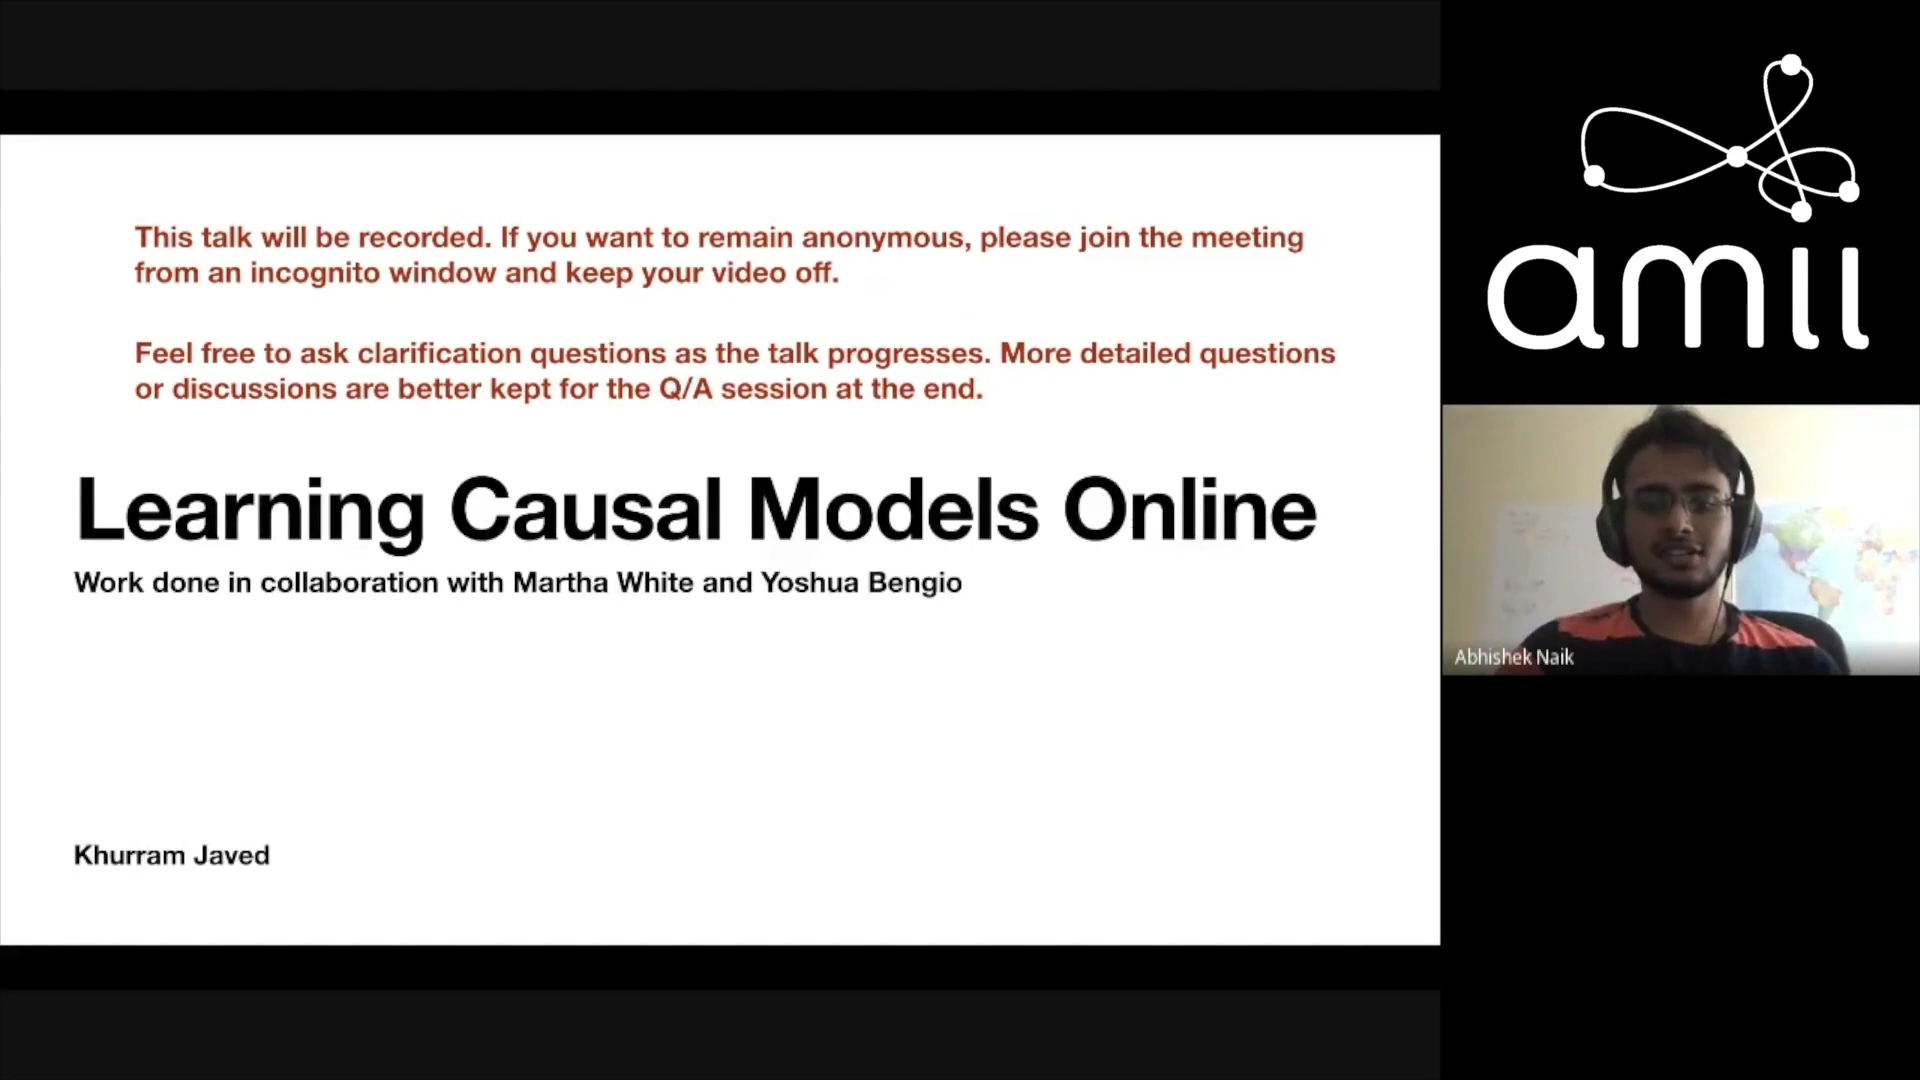 This talk will be recorded. If you want to remain anonymous, please join the meeting
from an incognito window and keep your video off.
Feel free to ask clarification questions as the talk progresses. More detailed questions
or discussions are better kept for the Q/A session at the end.
Learning Causal Models Online
Work done in collaboration with Martha White and Yoshua Bengio
Khurram Javed
amii
Abhishek Naik